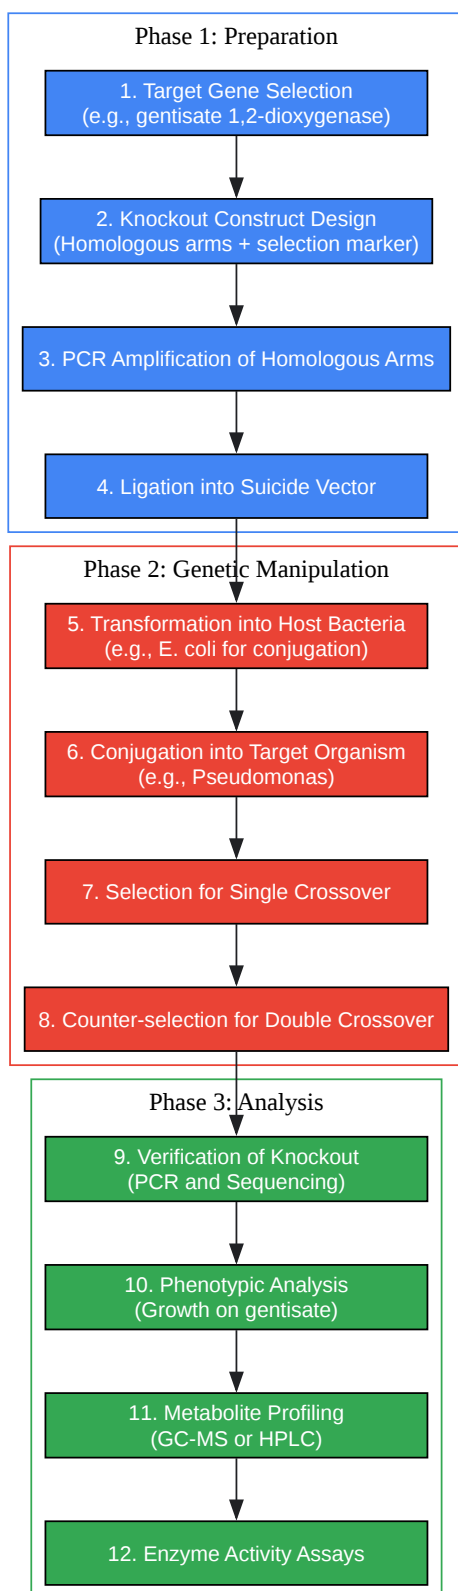 Phase 1: Preparation
1. Target Gene Selection
(e.g., gentisate 1,2-dioxygenase)
2. Knockout Construct Design
(Homologous arms + selection marker)
3. PCR Amplification of Homologous Arms
4. Ligation into Suicide Vector
Phase 2: Genetic Manipulation
5. Transformation into Host Bacteria
(e.g., E. coli for conjugation)
6. Conjugation into Target Organism
(e.g., Pseudomonas)
7. Selection for Single Crossover
8. Counter-selection for Double Crossover
Phase 3: Analysis
9. Verification of Knockout
(PCR and Sequencing)
10. Phenotypic Analysis
(Growth on gentisate)
11. Metabolite Profiling
(GC-MS or HPLC)
12. Enzyme Activity Assays